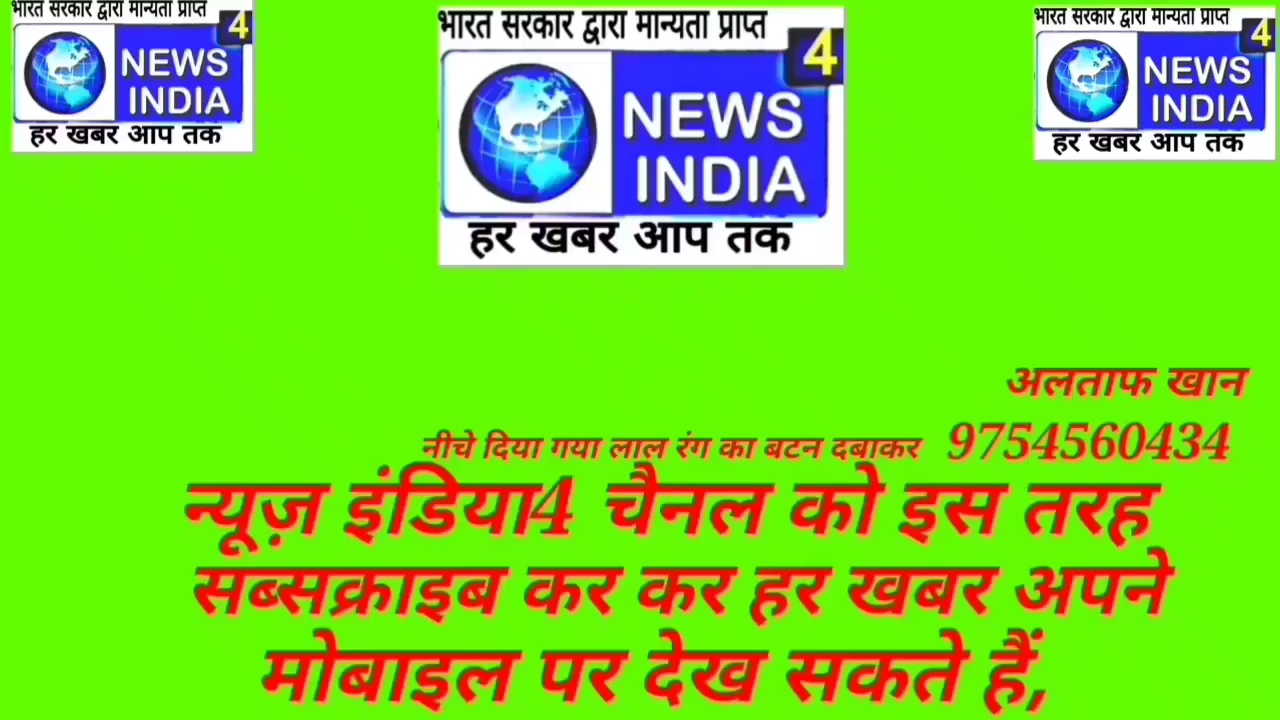 भारत सरकार द्वारा मान्यता प्राप्त
4
NEWS
INDIA
हर खबर आप तक
भारत सरकार द्वारा मान्यता प्राप्त
4
NEWS
INDIA
हर खबर आप तक
भारत सरकार द्वारा मान्यता प्राप्त
4
NEWS
INDIA
हर खबर आप तक
अलताफ खान
नीचे दिया गया लाल रंग का बटन दबाकर 9754560434
न्यूज़ इंडिया4 चैनल को इस तरह
सब्सक्राइब कर कर हर खबर अपने
मोबाइल पर देख सकते हैं,